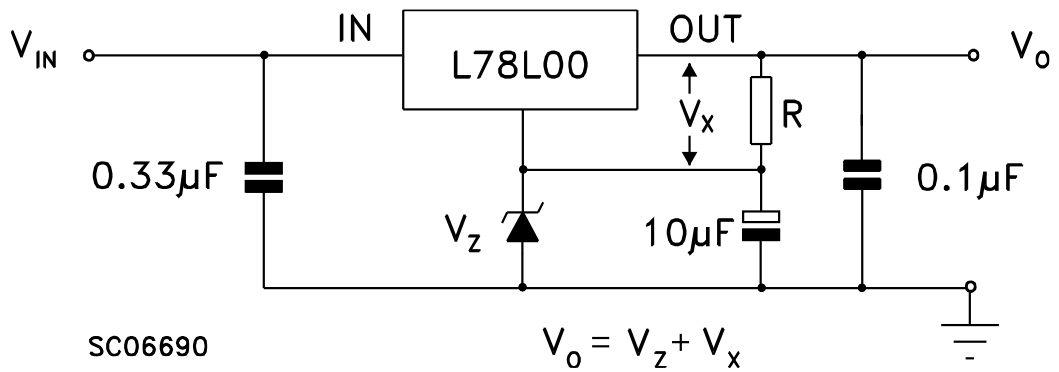 V_IN
IN
L78L00
OUT
V_O
0.33µF
V_X
R
0.1µF
V_Z
10µF
SC06690
V_O = V_Z + V_X